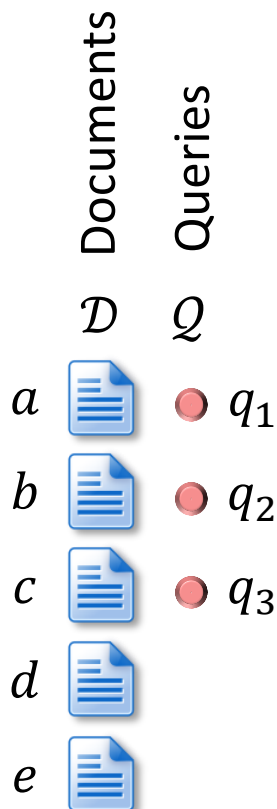 Documents Queries
𝒟 𝒬
a q₁
b q₂
c q₃
d
e